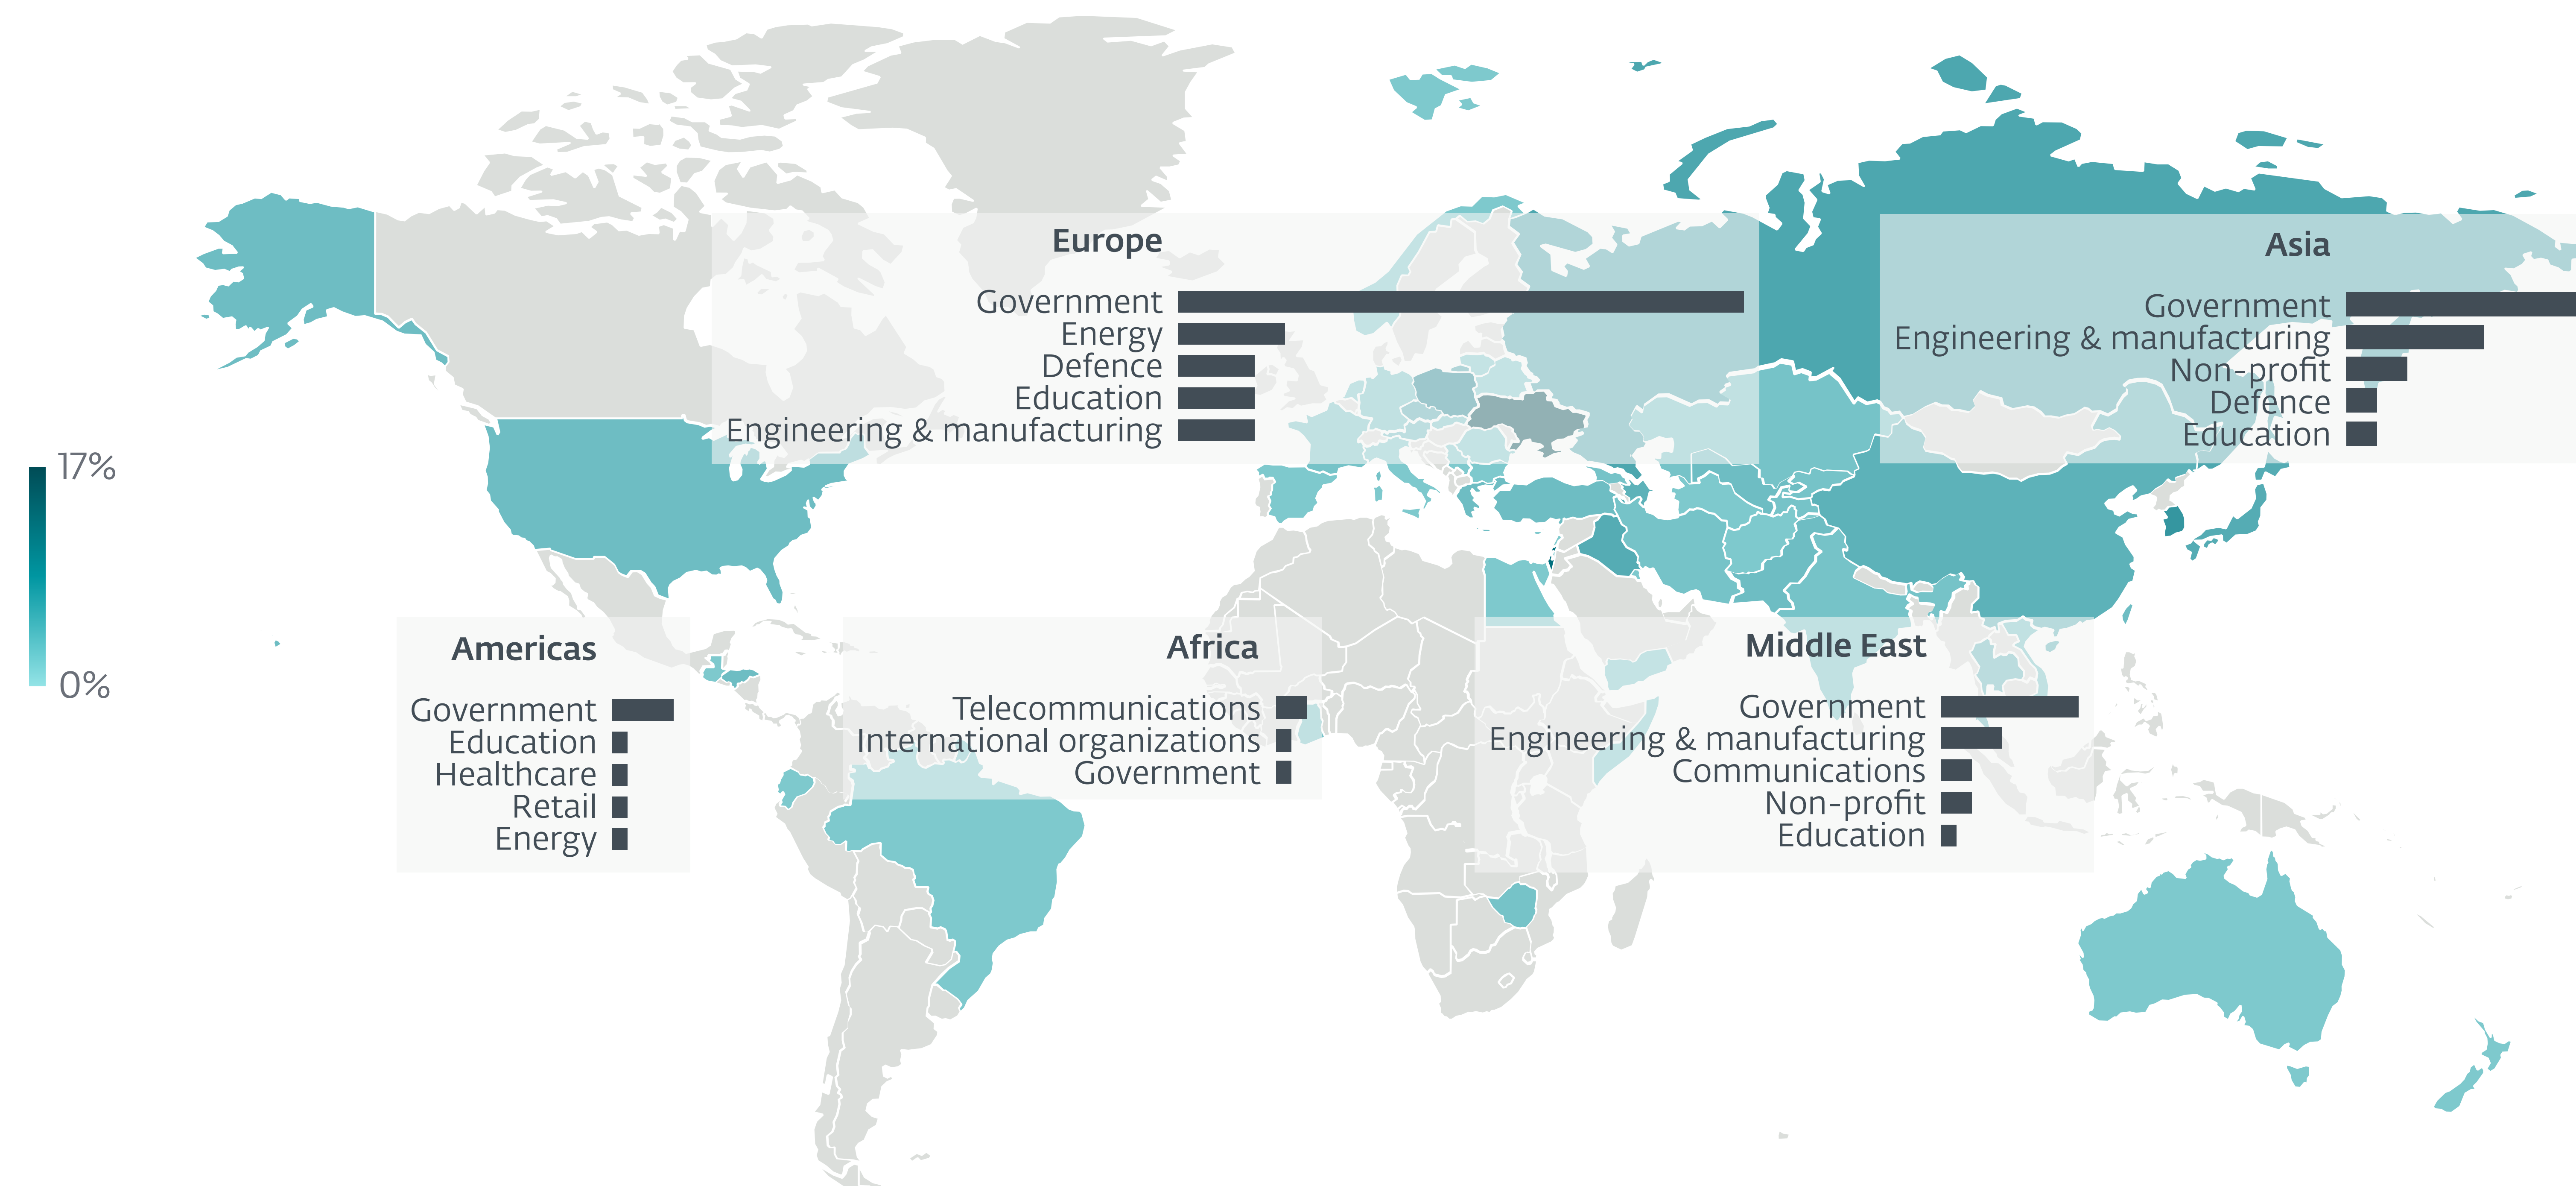 Europe
Government
Energy
Defence
Education
Engineering & manufacturing
Asia
Government
Engineering & manufacturing
Non-profit
Defence
Education
17%
0%
Americas
Government
Education
Healthcare
Retail
Energy
Africa
Telecommunications
International organizations
Government
Middle East
Government
Engineering & manufacturing
Communications
Non-profit
Education